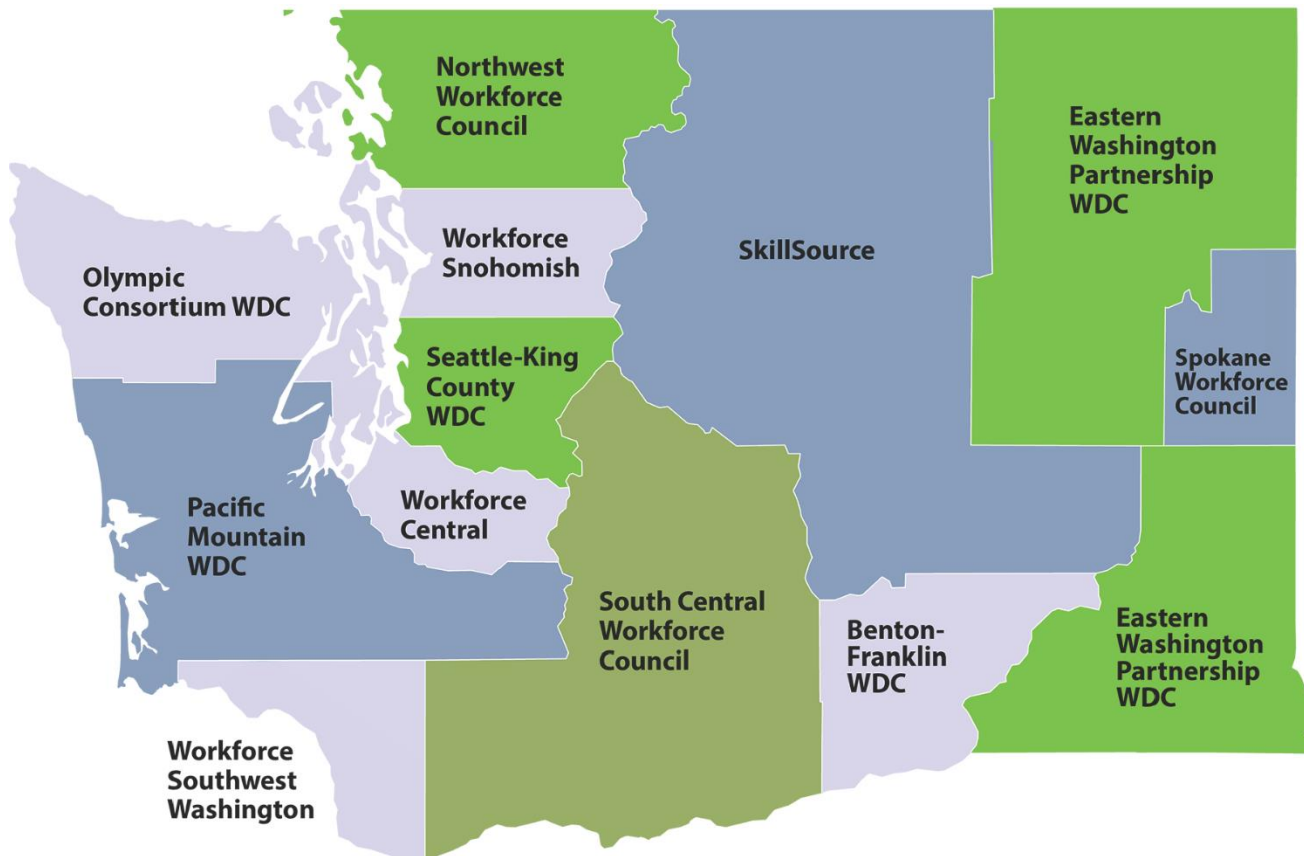 Northwest
Workforce
Council
Eastern
Washington
Partnership
WDC
Workforce
Snohomish
SkillSource
Olympic
Consortium WDC
Seattle-King
County
WDC
Spokane
Workforce
Council
Pacific
Mountain
WDC
Workforce
Central
South Central
Workforce
Council
Benton-
Franklin
WDC
Eastern
Washington
Partnership
WDC
Workforce
Southwest
Washington